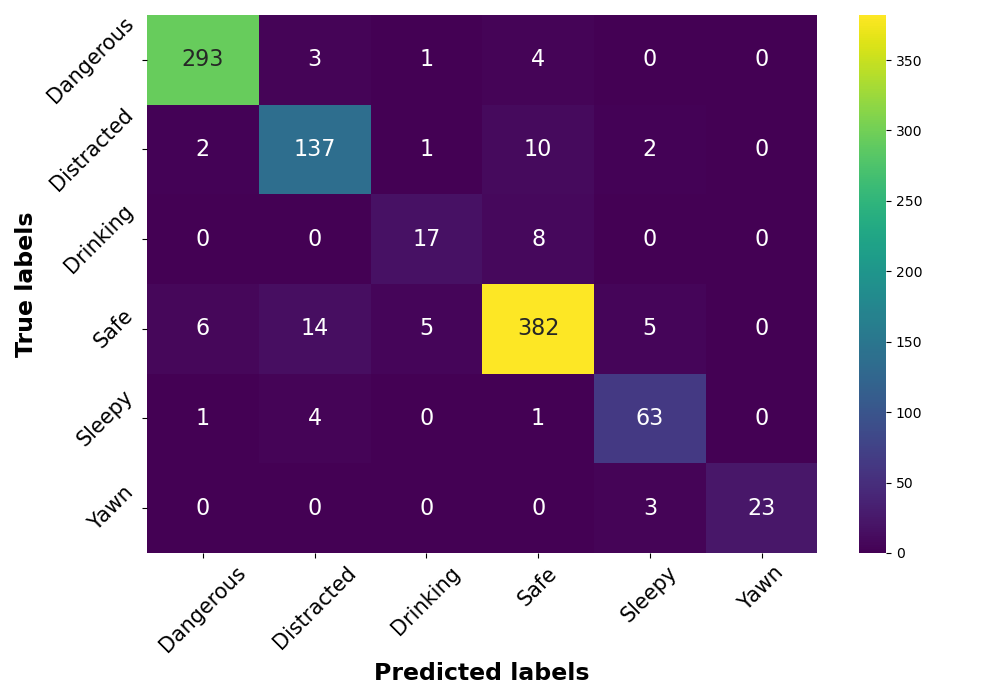 Dangerous 293 3 1 4 0 0
350
300
Distracted 2 137 1 10 2 0
250
Drinking 0 0 17 8 0 0
200
True labels
Safe 6 14 5 382 5 0
150
100
Sleepy 1 4 0 1 63 0
50
Yawn 0 0 0 0 3 23
0
Dangerous Distracted Drinking Safe Sleepy Yawn
Predicted labels